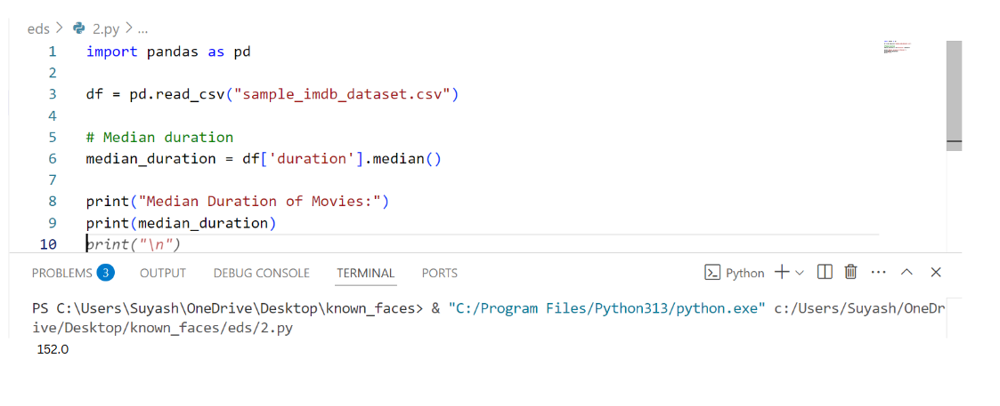 eds > 2.py > ...
1 import pandas as pd
2
3 df = pd.read_csv("sample_imdb_dataset.csv")
4
5 # Median duration
6 median_duration = df['duration'].median()
7
8 print("Median Duration of Movies:")
9 print(median_duration)
10 print("\n")
PROBLEMS 3 OUTPUT DEBUG CONSOLE TERMINAL PORTS Python
PS C:\Users\Suyash\OneDrive\Desktop\known_faces> & "C:/Program Files/Python313/python.exe" c:/Users/Suyash/OneDr
ive/Desktop/known_faces/eds/2.py
152.0